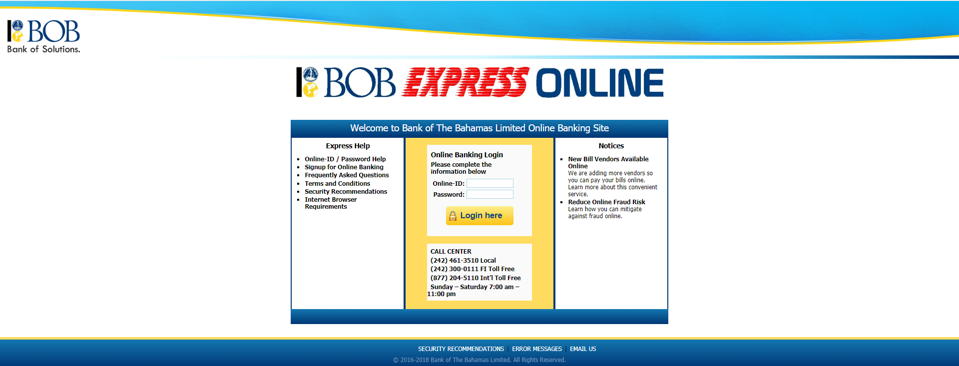 BOB
Bank of Solutions.
BOB EXPRESS ONLINE
Welcome to Bank of The Bahamas Limited Online Banking Site
Express Help
Online-ID / Password Help
Signup for Online Banking
Frequently Asked Questions
Terms and Conditions
Security Recommendations
Internet Browser
Requirements
Online Banking Login
Please complete the
information below
Online-ID:
Password:
Login here
CALL CENTER
(242) 461-3510 Local
(242) 300-0111 FI Toll Free
(877) 204-5110 Int'l Toll Free
Sunday – Saturday 7:00 am –
11:00 pm
Notices
New Bill Vendors Available
Online
We are adding more vendors so
you can pay your bills online.
Learn more about this convenient
service.
Reduce Online Fraud Risk
Learn how you can mitigate
against fraud online.
SECURITY RECOMMENDATIONS | ERROR MESSAGES | EMAIL US
© 2016-2018 Bank of The Bahamas Limited. All Rights Reserved.